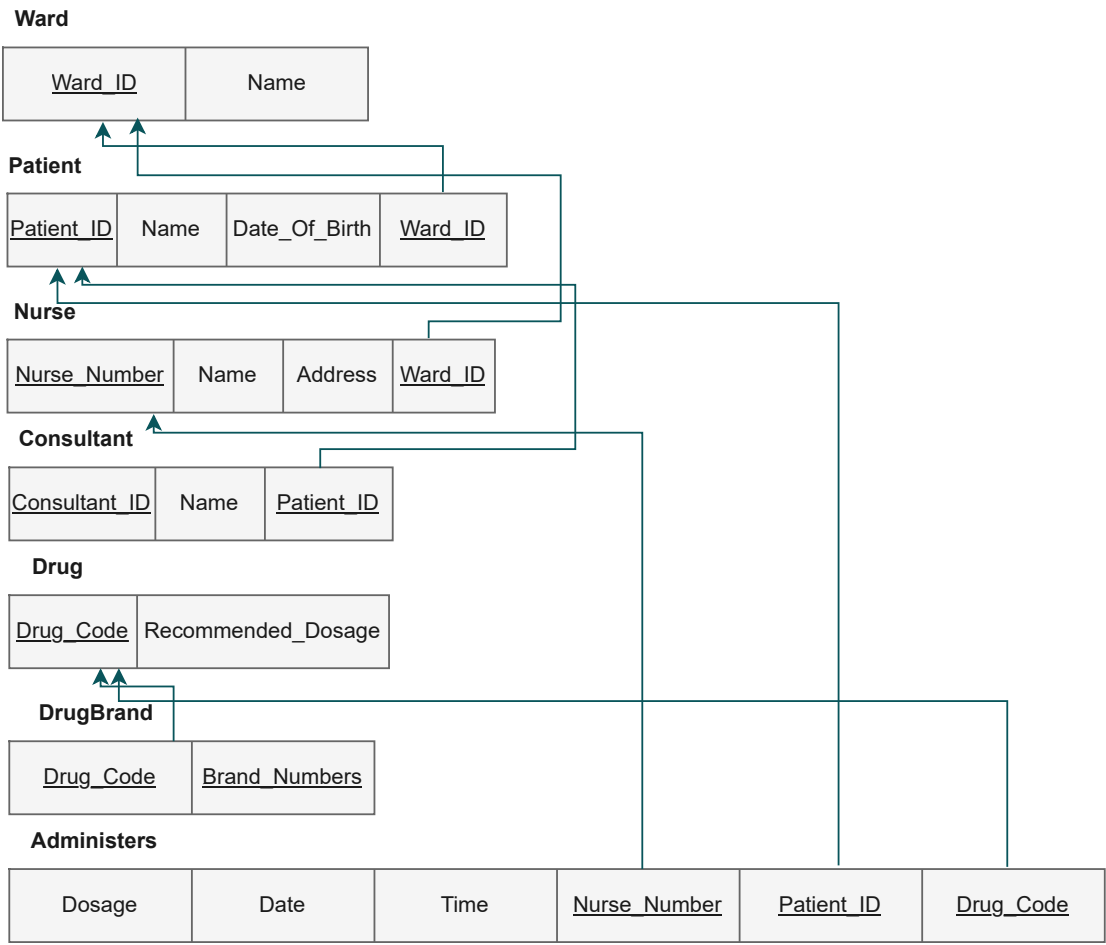 Ward
Ward_ID Name
Patient
Patient_ID Name Date_Of_Birth Ward_ID
Nurse
Nurse_Number Name Address Ward_ID
Consultant
Consultant_ID Name Patient_ID
Drug
Drug_Code Recommended_Dosage
DrugBrand
Drug_Code Brand_Numbers
Administers
Dosage Date Time Nurse_Number Patient_ID Drug_Code